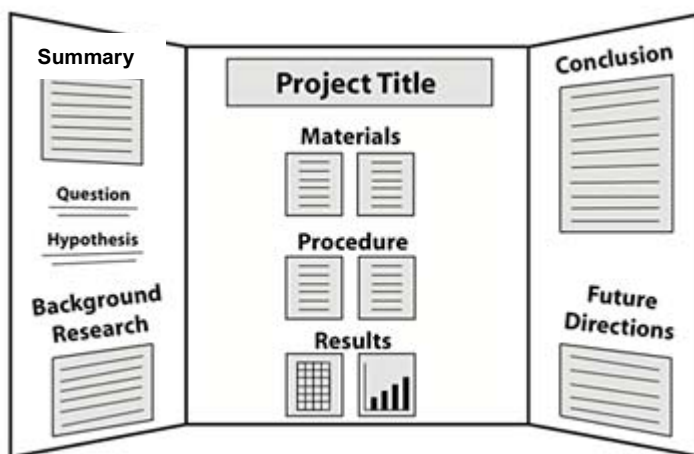 Summary
Question
Hypothesis
Background
Research
Project Title
Materials
Procedure
Results
Conclusion
Future
Directions